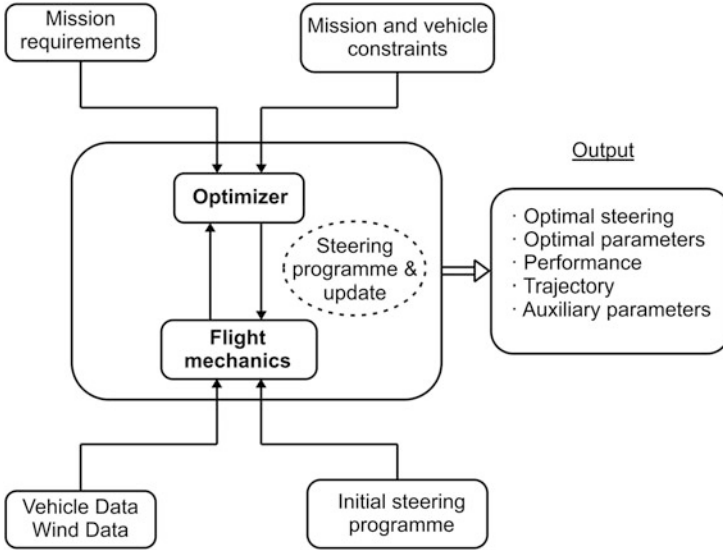 Mission
requirements
Mission and vehicle
constraints
Optimizer
Steering
programme &
update
Flight
mechanics
Output
· Optimal steering
· Optimal parameters
· Performance
· Trajectory
· Auxiliary parameters
Vehicle Data
Wind Data
Initial steering
programme